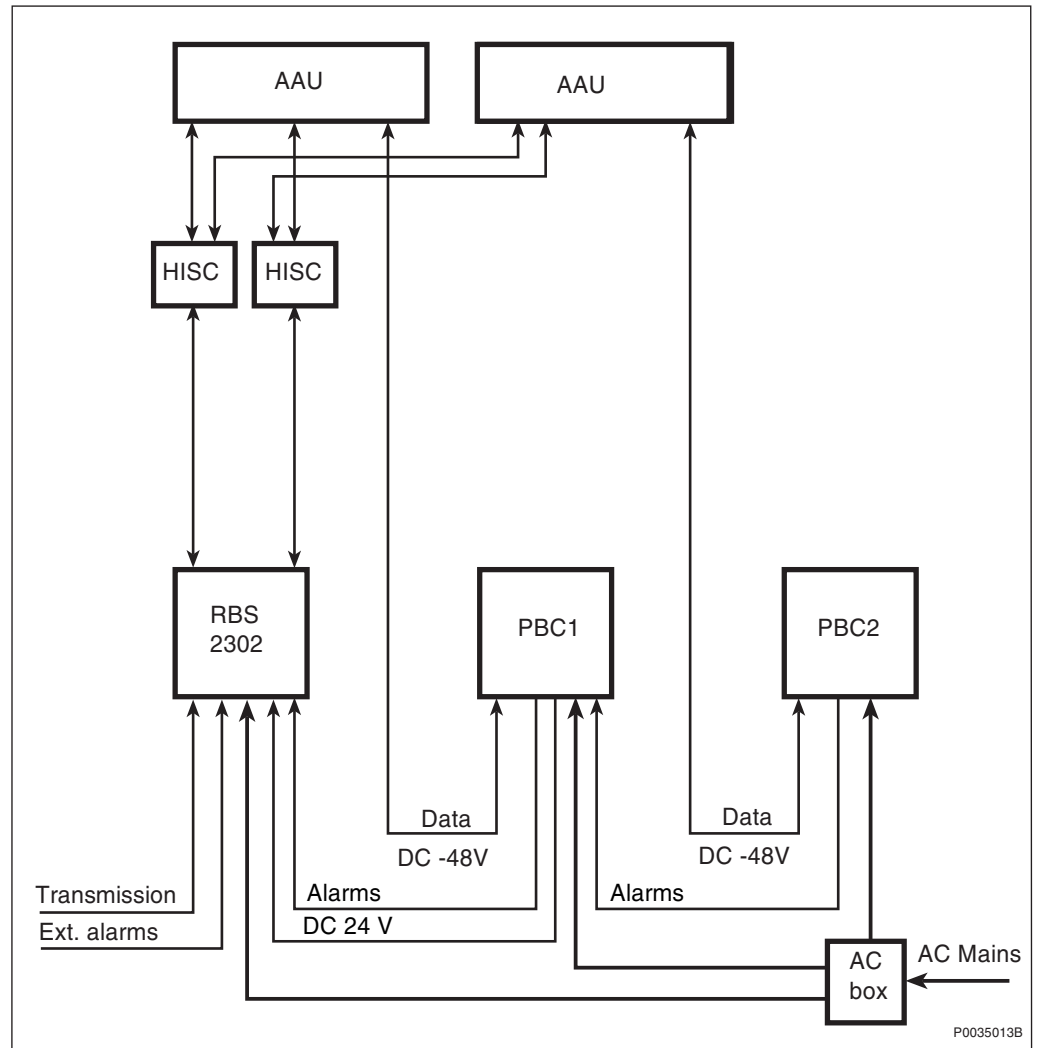 AAU
AAU
HISC
HISC
RBS
2302
PBC1
PBC2
Data
DC -48V
Data
DC -48V
Transmission
Alarms
Alarms
Ext. alarms
DC 24 V
AC
box
AC Mains
P0035013B